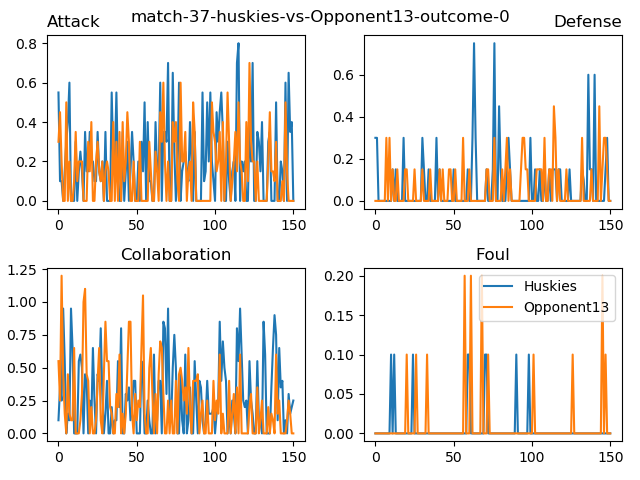 match-37-huskies-vs-Opponent13-outcome-0
Attack
Defense
0.8
0.6
0.4
0.2
0.0
0 50 100 150
0.6
0.4
0.2
0.0
0 50 100 150
Collaboration
Foul
1.25
1.00
0.75
0.50
0.25
0.00
0 50 100 150
0.20
0.15
0.10
0.05
0.00
0 50 100 150
Huskies
Opponent13